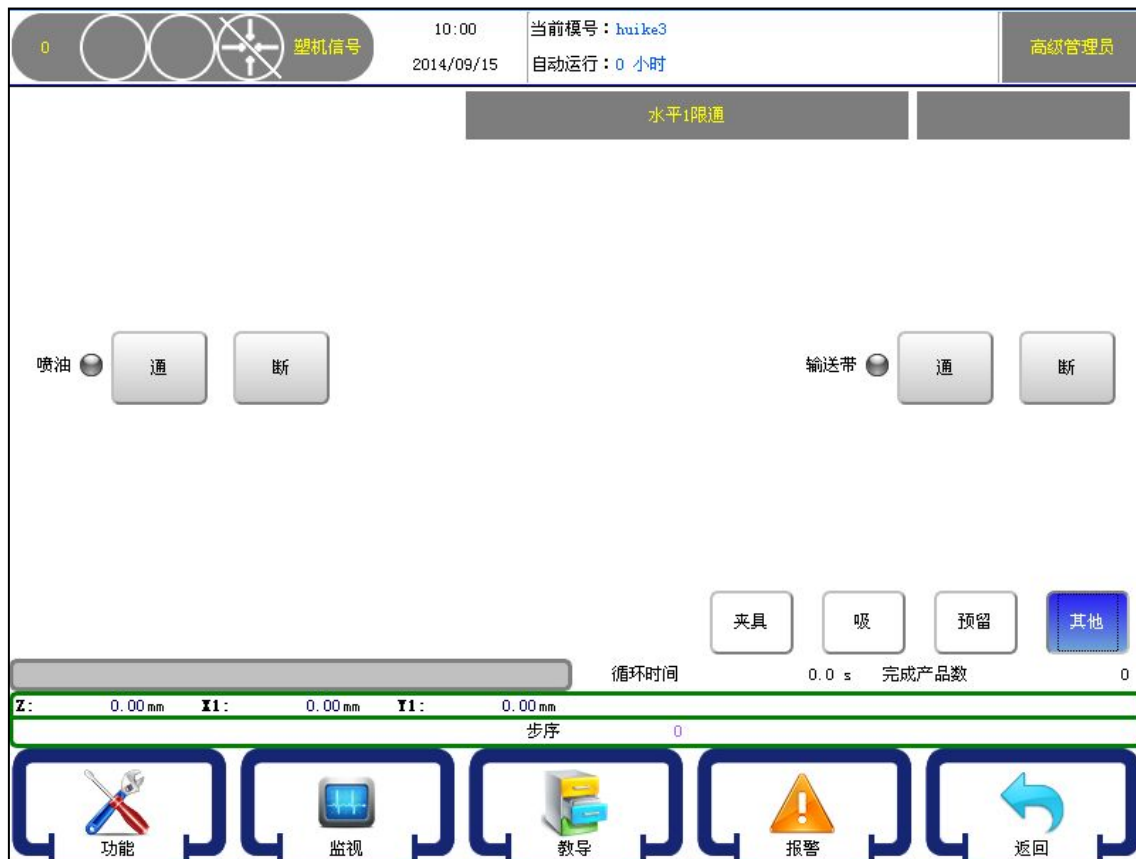 0 塑机信号
10:00
2014/09/15
当前模号：huike3
自动运行：0 小时
高级管理员
水平1限通
喷油 通 断
输送带 通 断
夹具 吸 预留 其他
循环时间 0.0 s 完成产品数 0
Z: 0.00 mm X1: 0.00 mm Y1: 0.00 mm
步序 0
功能 监视 教导 报警 返回